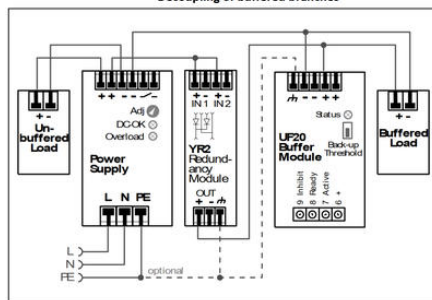 Decoupling of buffered branches
+ -
Un-
buffered
Load
+ + - -
Adj
DC-OK
Overload
Power
Supply
L N PE
+ - + -
IN 1 IN 2
YR2
Redund-
ancy
Module
OUT
+ -
- - + +
Status
UF20
Buffer
Module
Back-up
Threshold
9 Inhibit
8 Ready
7 Active
6 +
+ -
Buffered
Load
L
N
PE
optional